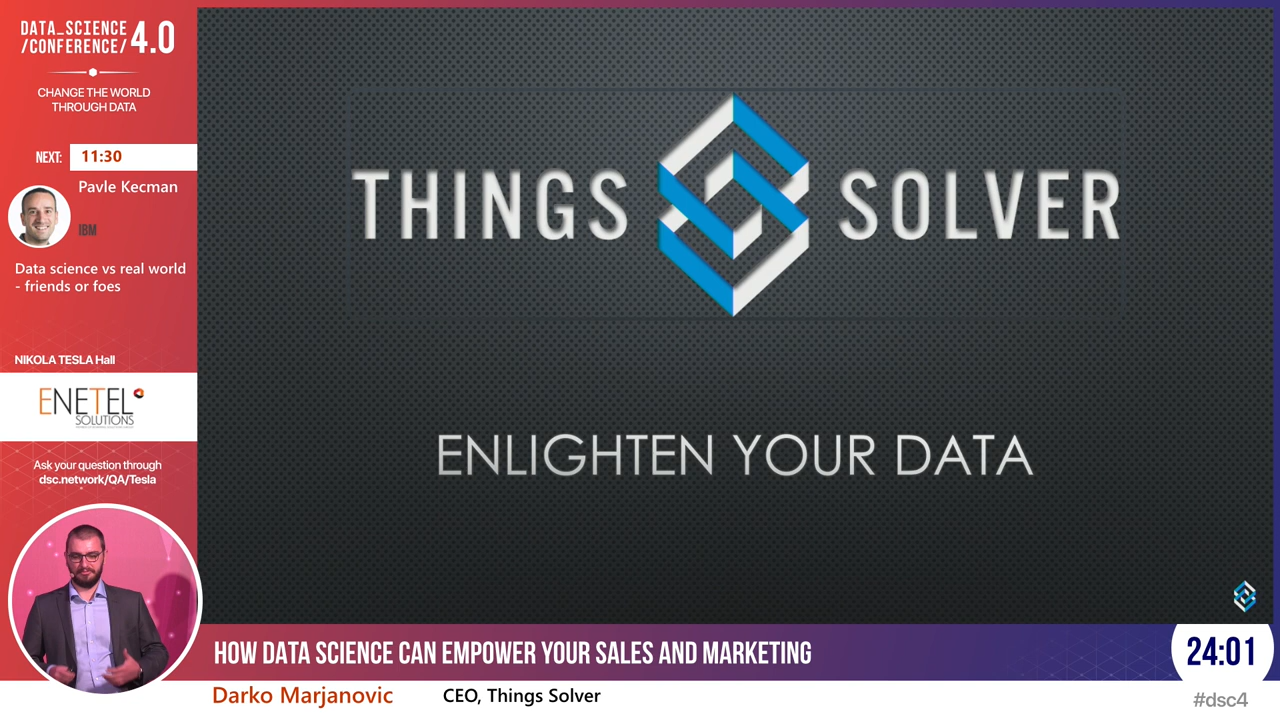 DATA_SCIENCE
/CONFERENCE/ 4.0
CHANGE THE WORLD
THROUGH DATA
NEXT: 11:30
Pavle Kecman
IBM
Data science vs real world
- friends or foes
NIKOLA TESLA Hall
ENETEL
SOLUTIONS
Ask your question through
dsc.network/QA/Tesla
THINGS SOLVER
ENLIGHTEN YOUR DATA
HOW DATA SCIENCE CAN EMPOWER YOUR SALES AND MARKETING
24:01
Darko Marjanovic CEO, Things Solver
#dsc4